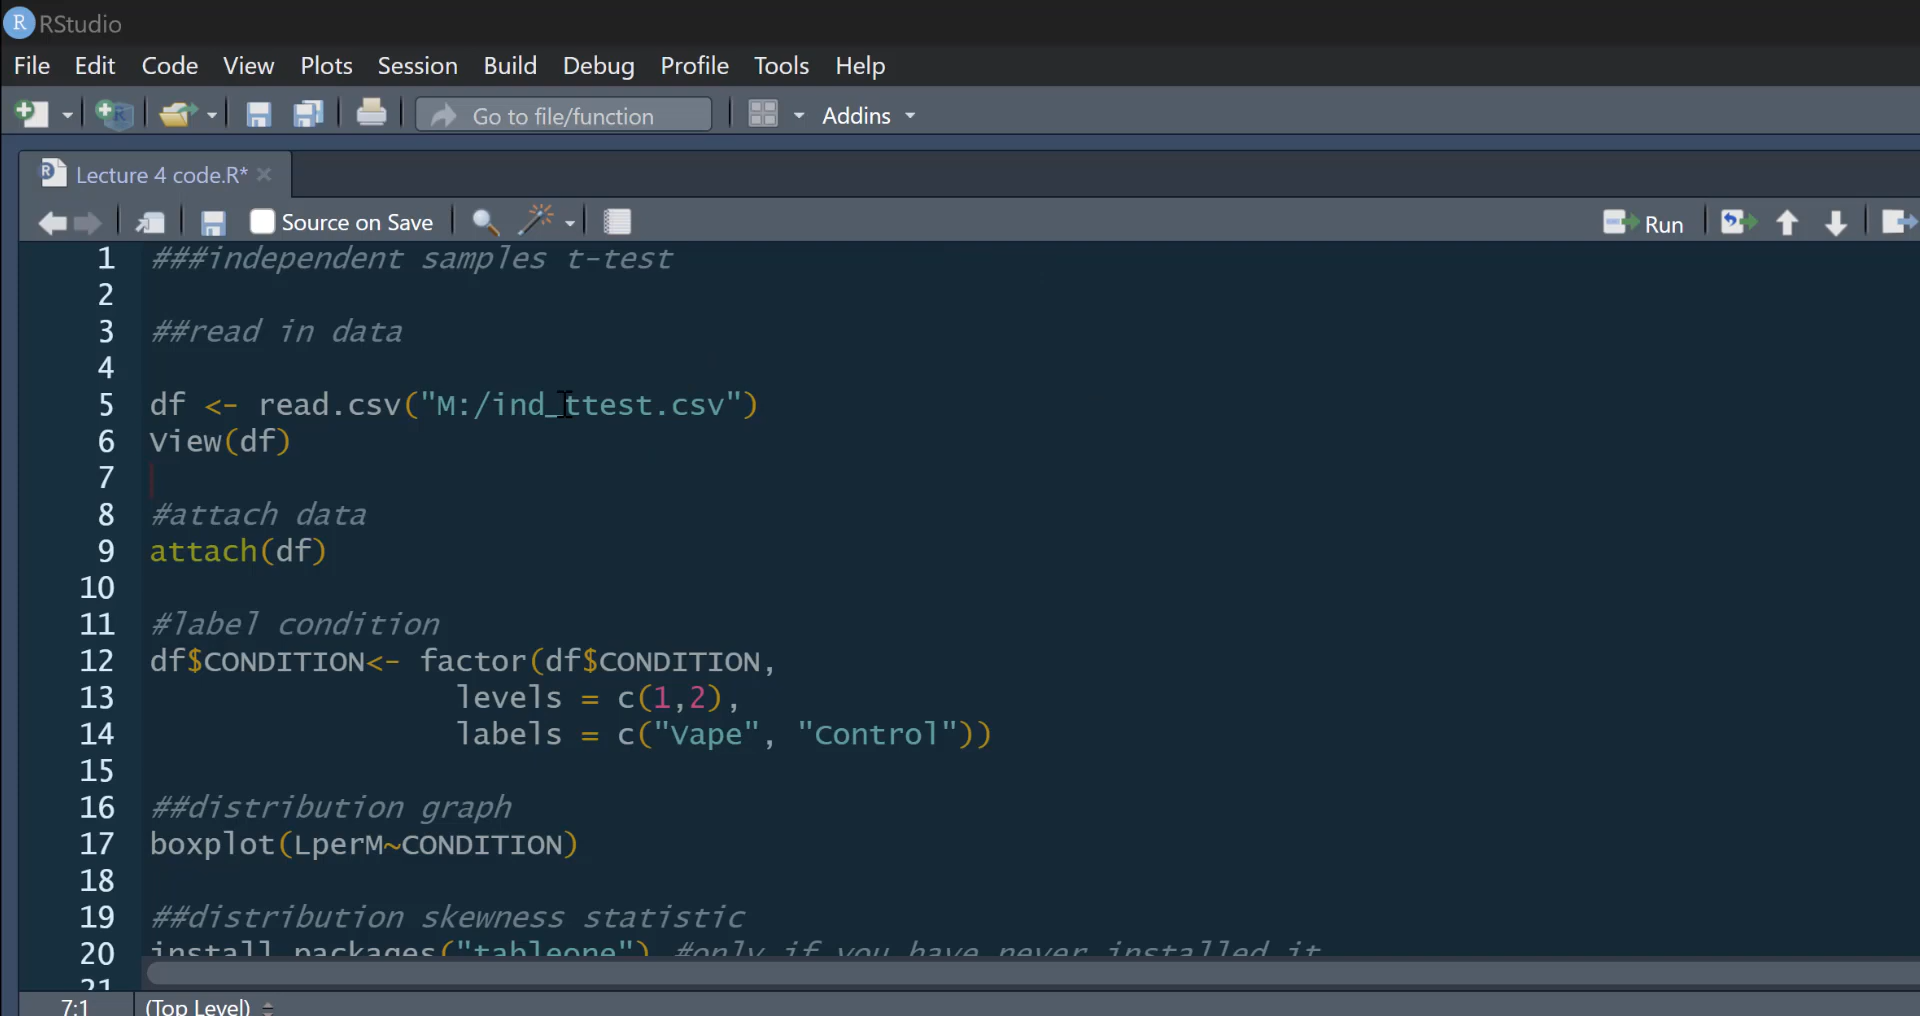 R RStudio
File Edit Code View Plots Session Build Debug Profile Tools Help
Go to file/function Addins
Lecture 4 code.R*
Source on Save Run
1 ###independent samples t-test
2
3 ##read in data
4
5 df <- read.csv("M:/ind_ttest.csv")
6 View(df)
7
8 #attach data
9 attach(df)
10
11 #label condition
12 df$CONDITION<- factor(df$CONDITION,
13 levels = c(1,2),
14 labels = c("Vape", "Control"))
15
16 ##distribution graph
17 boxplot(LperM~CONDITION)
18
19 ##distribution skewness statistic
20 install.packages("tableone") #only if you have never installed it
21
7:1 (Top Level)